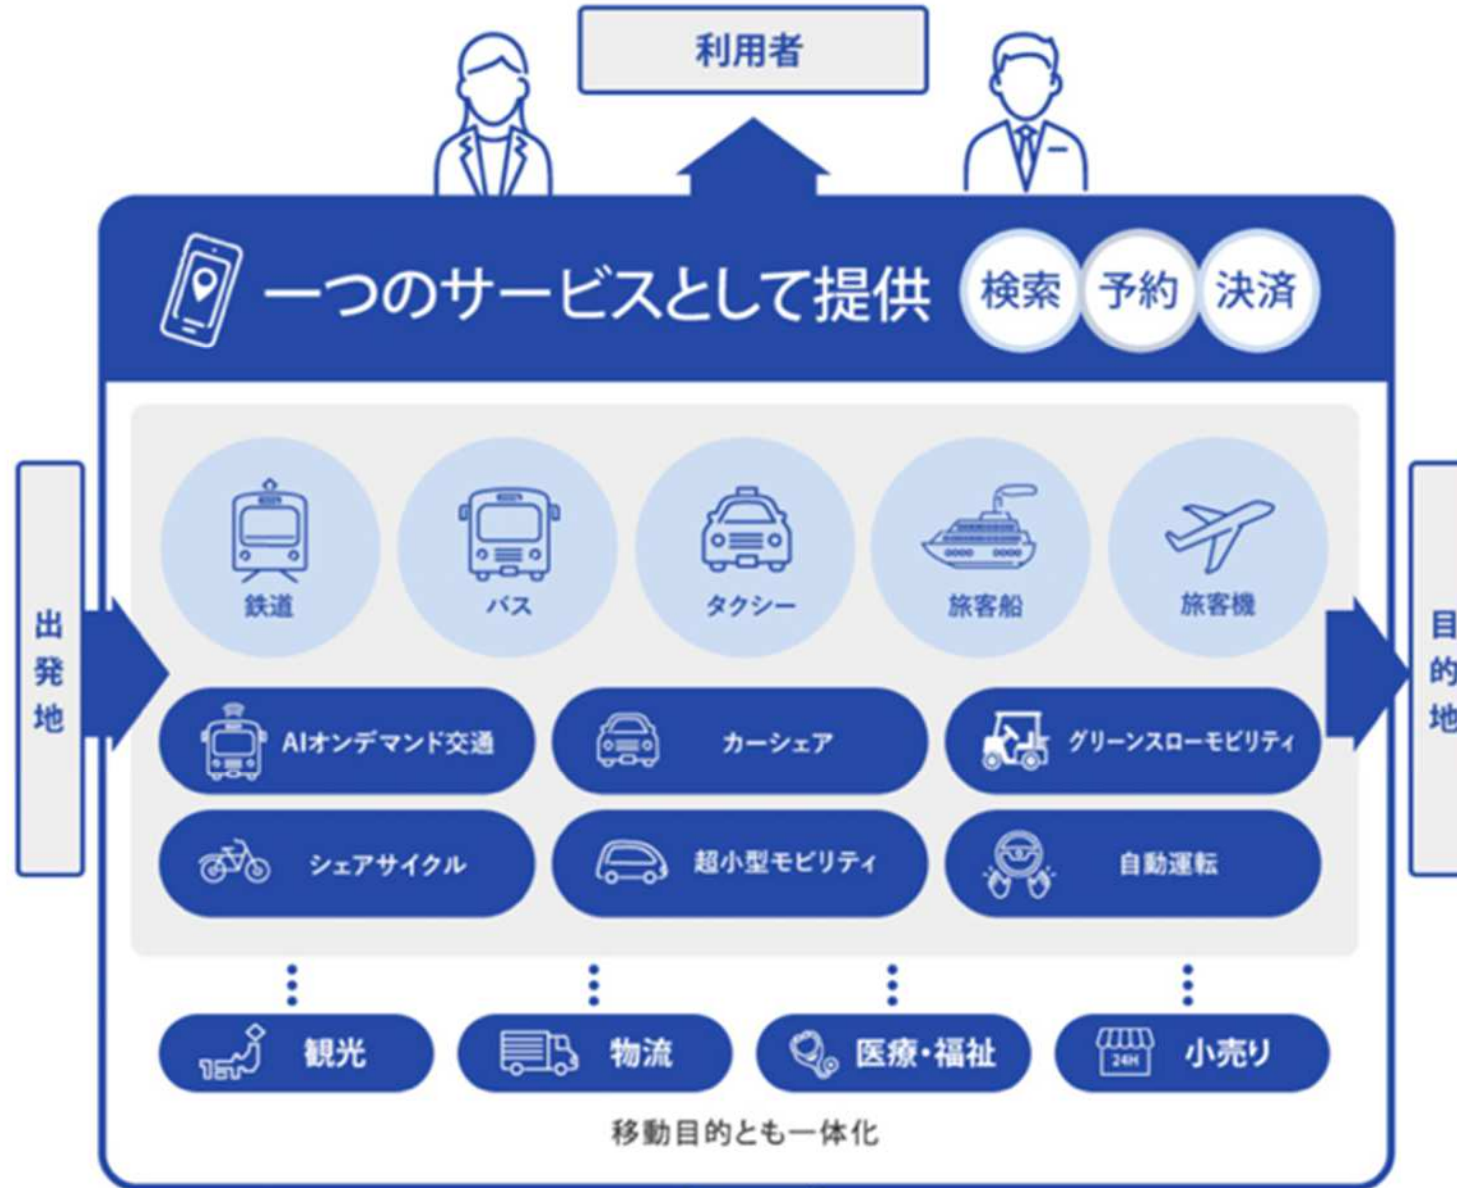 利用者
一つのサービスとして提供
検索
予約
決済
出発地
目的地
鉄道
バス
タクシー
旅客船
旅客機
AIオンデマンド交通
カーシェア
グリーンスローモビリティ
シェアサイクル
超小型モビリティ
自動運転
観光
物流
医療・福祉
24H
小売り
移動目的とも一体化